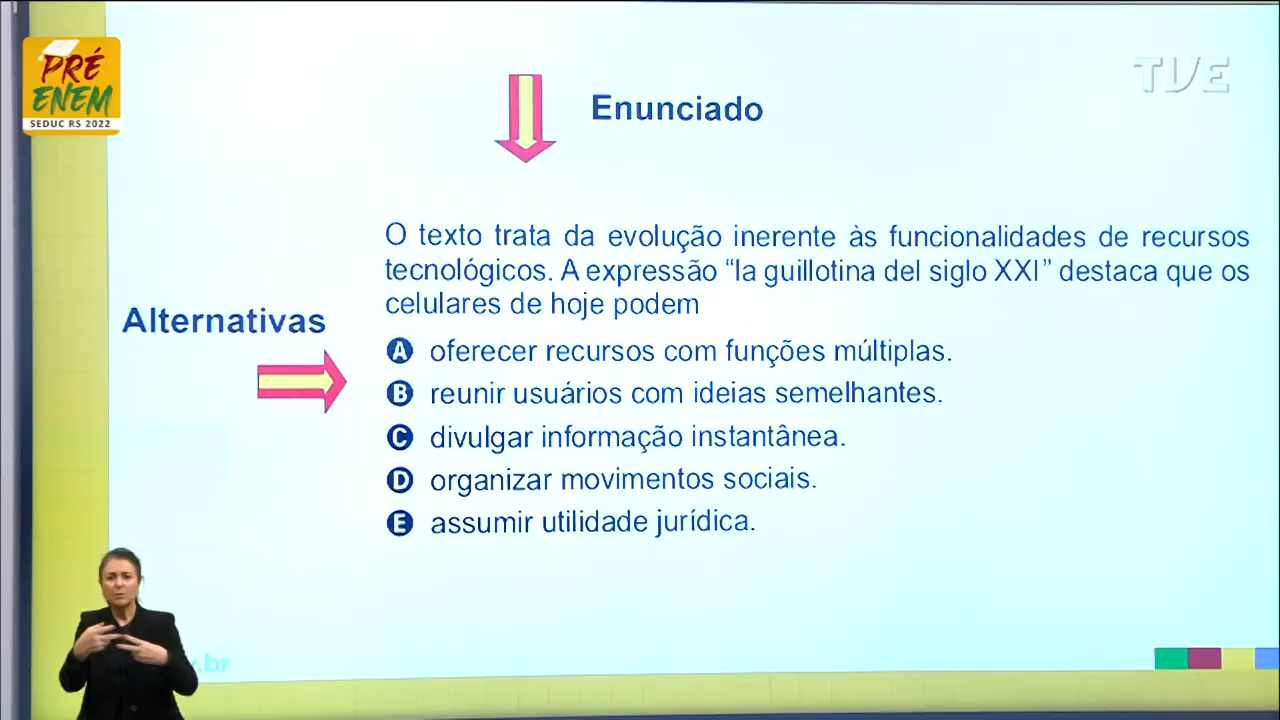 PRÉ
ENEM
SEDUC RS 2022
TVE
Enunciado
O texto trata da evolução inerente às funcionalidades de recursos
tecnológicos. A expressão “la guillotina del siglo XXI” destaca que os
celulares de hoje podem
Alternativas
A oferecer recursos com funções múltiplas.
B reunir usuários com ideias semelhantes.
C divulgar informação instantânea.
D organizar movimentos sociais.
E assumir utilidade jurídica.
.br